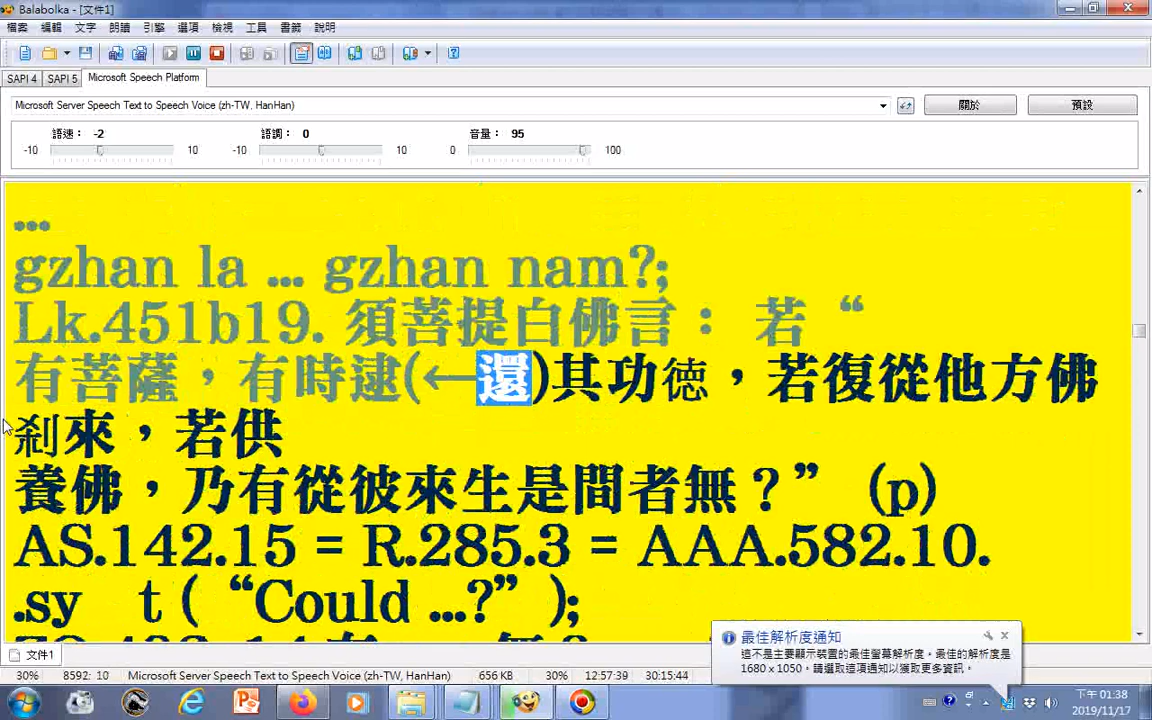 Balabolka - [文件1]
檔案 編輯 文字 朗讀 引擎 選項 檢視 工具 書籤 說明
SAPI 4 SAPI 5 Microsoft Speech Platform
Microsoft Server Speech Text to Speech Voice (zh-TW, HanHan) 關於 預設
語速： -2 語調： 0 音量： 95
-10 10 -10 10 0 100
...
gzhan la ... gzhan nam?;
Lk.451b19. 須菩提白佛言： 若“
有菩薩，有時逮(←還)其功徳，若復從他方佛
剎來，若供
養佛，乃有從彼來生是間者無？” (p)
AS.142.15 = R.285.3 = AAA.582.10.
.sy t (“Could ...?”);
最佳解析度通知
這不是主要顯示裝置的最佳螢幕解析度。最佳的解析度是
1680 x 1050。請選取這項通知以獲取更多資訊。
文件1
30% 8592: 10 Microsoft Server Speech Text to Speech Voice (zh-TW, HanHan) 656 KB 30% 12:57:39 30:15:44
下午 01:38
2019/11/17